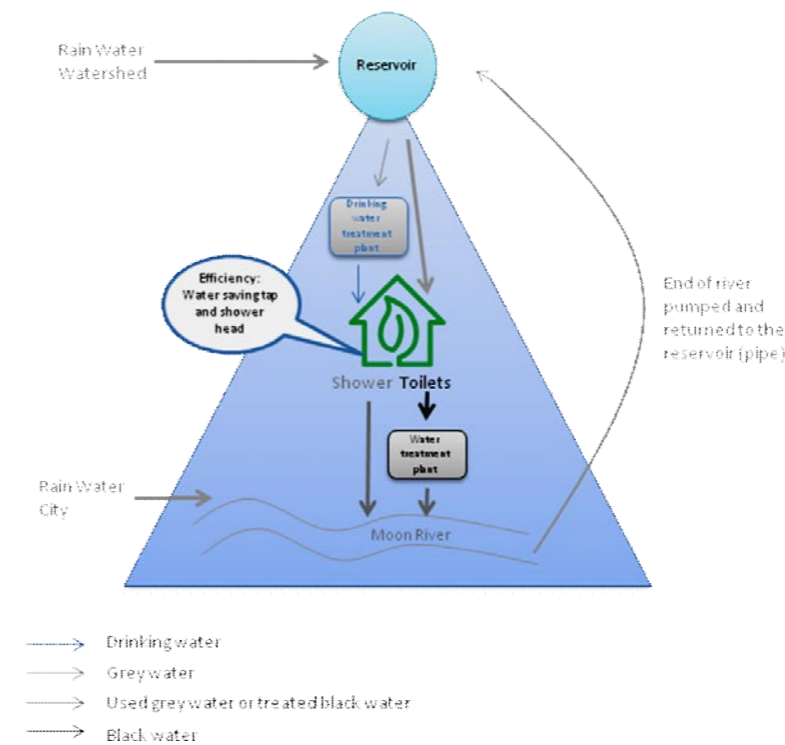 Rain Water
Watershed
Reservoir
Drinking
water
treatment
plant
Efficiency:
Water saving tap
and shower
head
End of river
pumped and
returned to the
reservoir (pipe)
Shower Toilets
Water
treatment
plant
Rain Water
City
Moon River
Drinking water
Grey water
Used grey water or treated black water
Black water